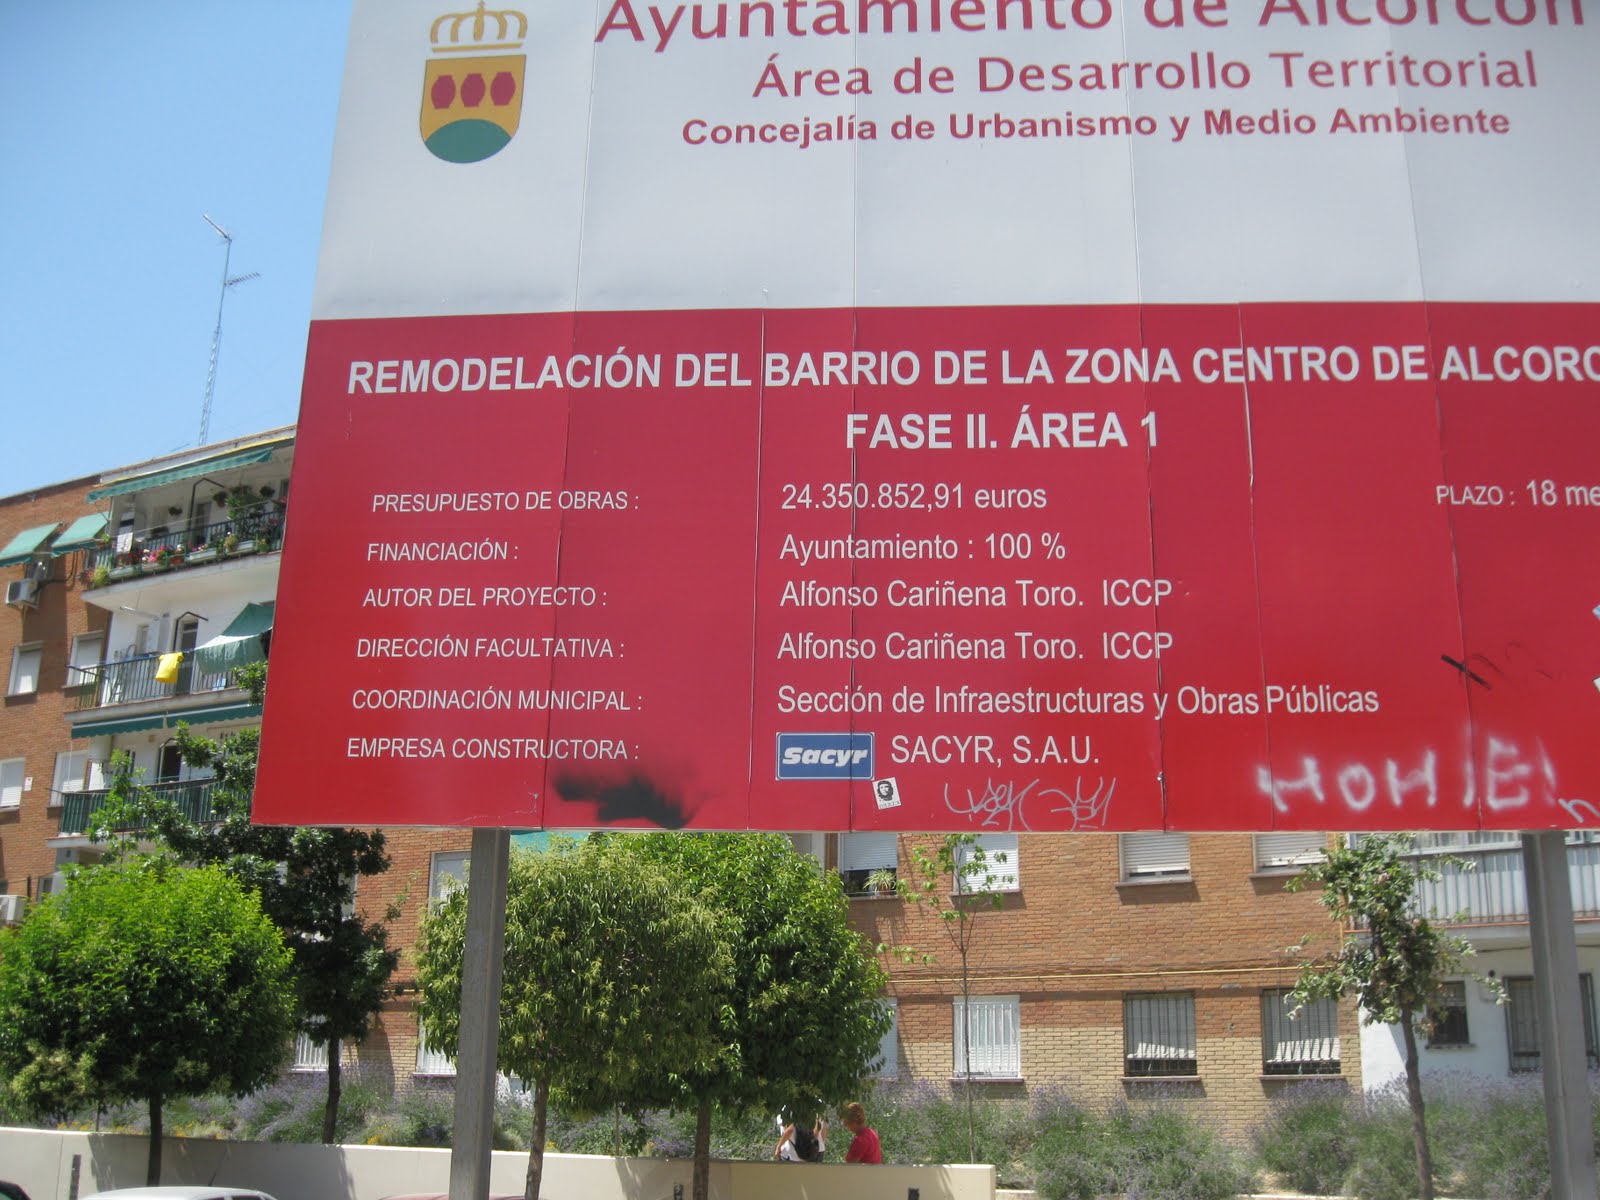 Ayuntamiento de Alcorcón
Área de Desarrollo Territorial
Concejalía de Urbanismo y Medio Ambiente
REMODELACIÓN DEL BARRIO DE LA ZONA CENTRO DE ALCORC
FASE II. ÁREA 1
PRESUPUESTO DE OBRAS : 24.350.852,91 euros PLAZO : 18 me
FINANCIACIÓN : Ayuntamiento : 100 %
AUTOR DEL PROYECTO : Alfonso Cariñena Toro. ICCP
DIRECCIÓN FACULTATIVA : Alfonso Cariñena Toro. ICCP
COORDINACIÓN MUNICIPAL : Sección de Infraestructuras y Obras Públicas
EMPRESA CONSTRUCTORA : Sacyr SACYR, S.A.U.